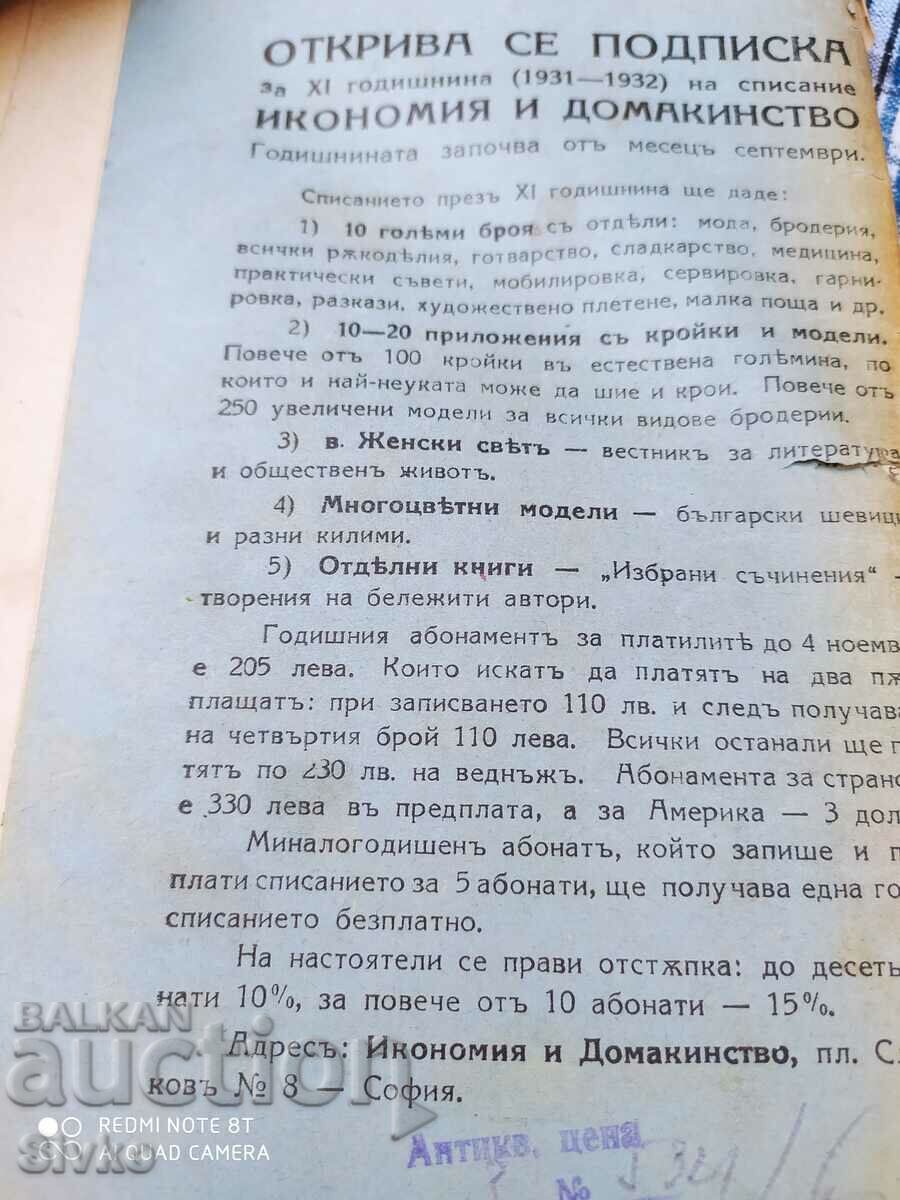 ОТКРИВА СЕ ПОДПИСКА
за XI годишнина (1931—1932) на списание
ИКОНОМИЯ И ДОМАКИНСТВО
Годишнината започва отъ месецъ септември.
Списанието презъ XI годишнина ще даде:
1) 10 голѣми броя съ отдѣли: мода, бродерия,
всички рѫкодѣлия, готварство, сладкарство, медицина,
практически съвети, мобилировка, сервировка, гарни-
ровка, разкази, художествено плетене, малка поща и др.
2) 10—20 приложения съ кройки и модели.
Повече отъ 100 кройки въ естествена голѣмина, по
които и най-неуката може да шие и крои. Повече отъ
250 увеличени модели за всички видове бродерии.
3) в. Женски свѣтъ — вестникъ за литература
и общественъ животъ.
4) Многоцвѣтни модели — български шевици
и разни килими.
5) Отдѣлни книги — „Избрани съчинения“ —
творения на бележити автори.
Годишния абонаментъ за платилитѣ до 4 ноемв
е 205 лева. Които искатъ да платятъ на два пѫ
плащатъ: при записването 110 лв. и следъ получава
на четвъртия брой 110 лева. Всички останали ще п
тятъ по 230 лв. на веднъжъ. Абонамента за странс
е 330 лева въ предплата, а за Америка — 3 дол
Миналогодишенъ абонатъ, който запише и п
плати списанието за 5 абонати, ще получава една го
списанието безплатно.
На настоятели се прави отстѫпка: до десеть
нати 10%, за повече отъ 10 абонати — 15%.
Адресъ: Икономия и Домакинство, пл. Сл
ковъ № 8 — София.
BALKAN
auction
REDMI NOTE 8T
AI QUAD CAMERA
Sivko
Антикв. цена
№